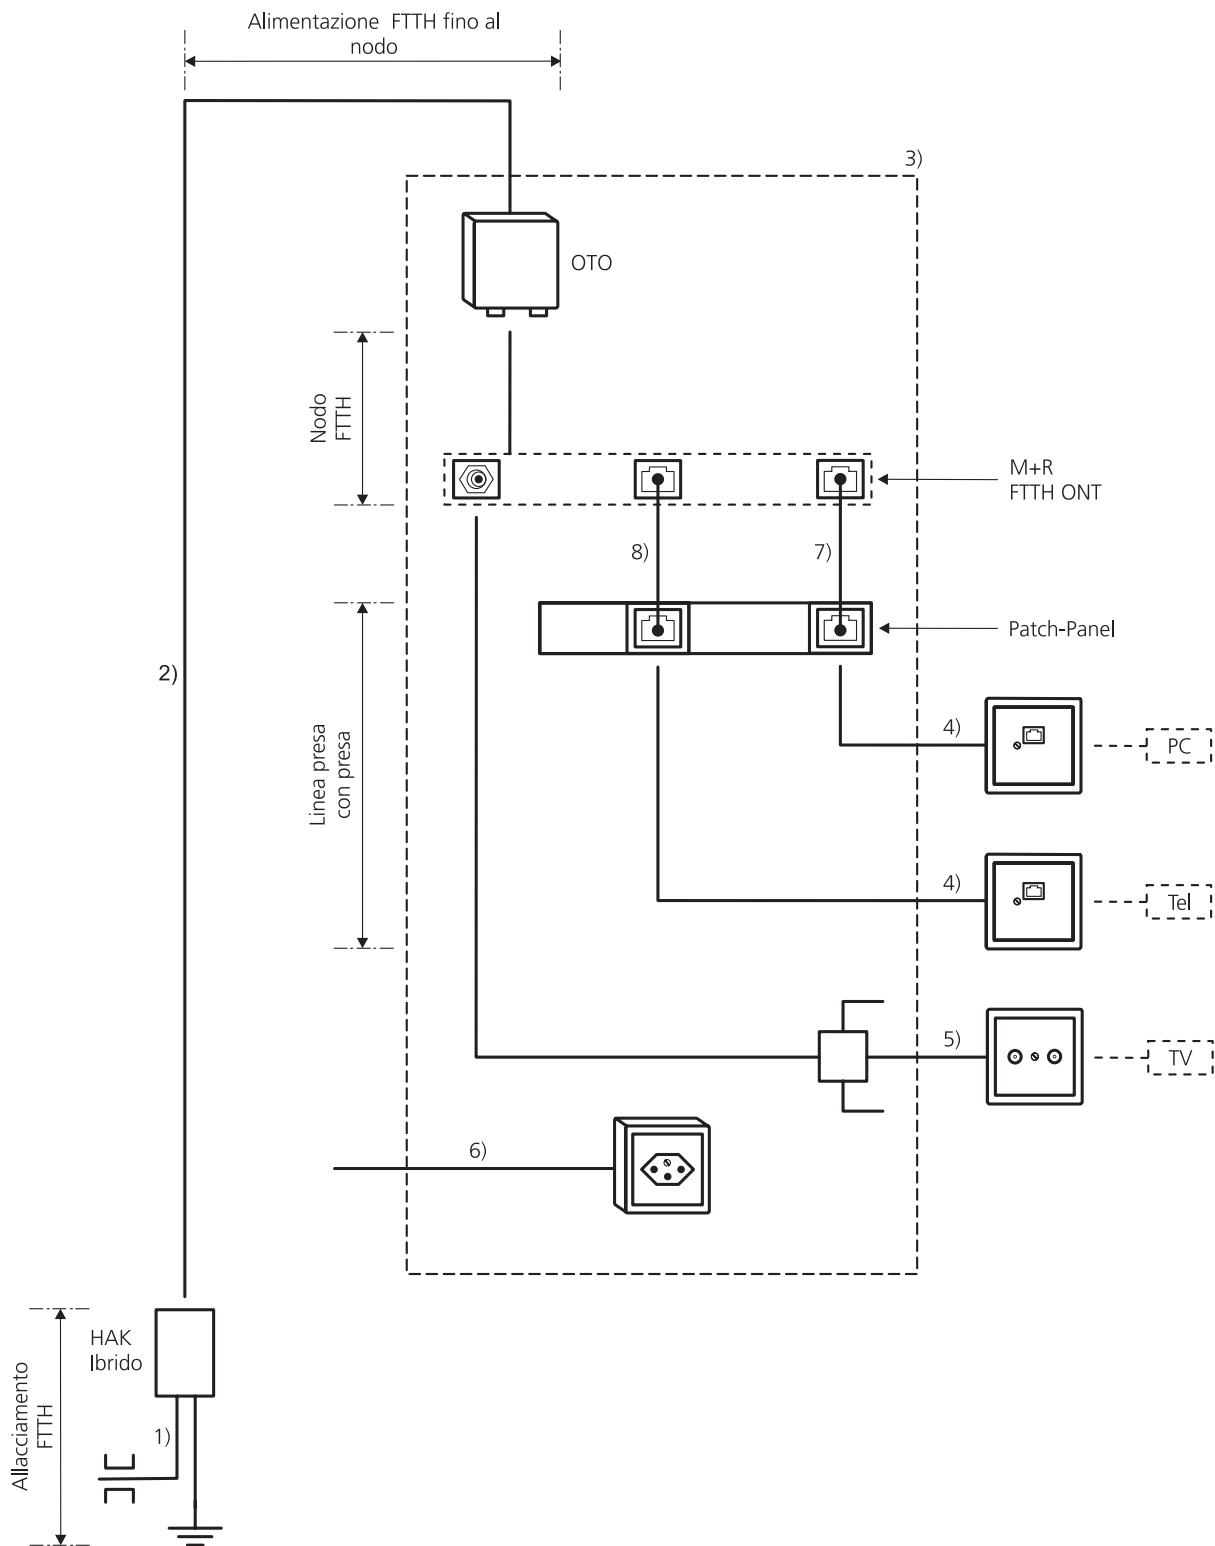 Alimentazione FTTH fino al
nodo
3)
OTO
Nodo
FTTH
M+R
FTTH ONT
8)
7)
Patch-Panel
2)
Linea presa
con presa
4)
PC
4)
Tel
5)
TV
6)
HAK
Ibrido
Allacciamento
FTTH
1)